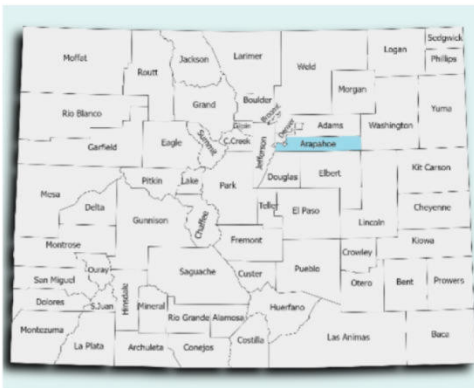 Moffet
Routt
Jackson
Larimer
Weld
Logan
Sedgwick
Phillips
Morgan
Yuma
Rio Blanco
Grand
Boulder
Adams
Washington
Garfield
Eagle
Summit
C.Creek
Denver
Arapahoe
Jefferson
Mesa
Pitkin
Lake
Park
Douglas
Elbert
Kit Carson
Delta
Gunnison
Chaffee
Teller
El Paso
Lincoln
Cheyenne
Montrose
Fremont
Crowley
Kiowa
Ouray
San Miguel
Saguache
Custer
Pueblo
Otero
Bent
Prowers
Dolores
S.Juan
Hinsdale
Mineral
Rio Grande
Alamosa
Huerfano
Montezuma
La Plata
Archuleta
Conejos
Costilla
Las Animas
Baca